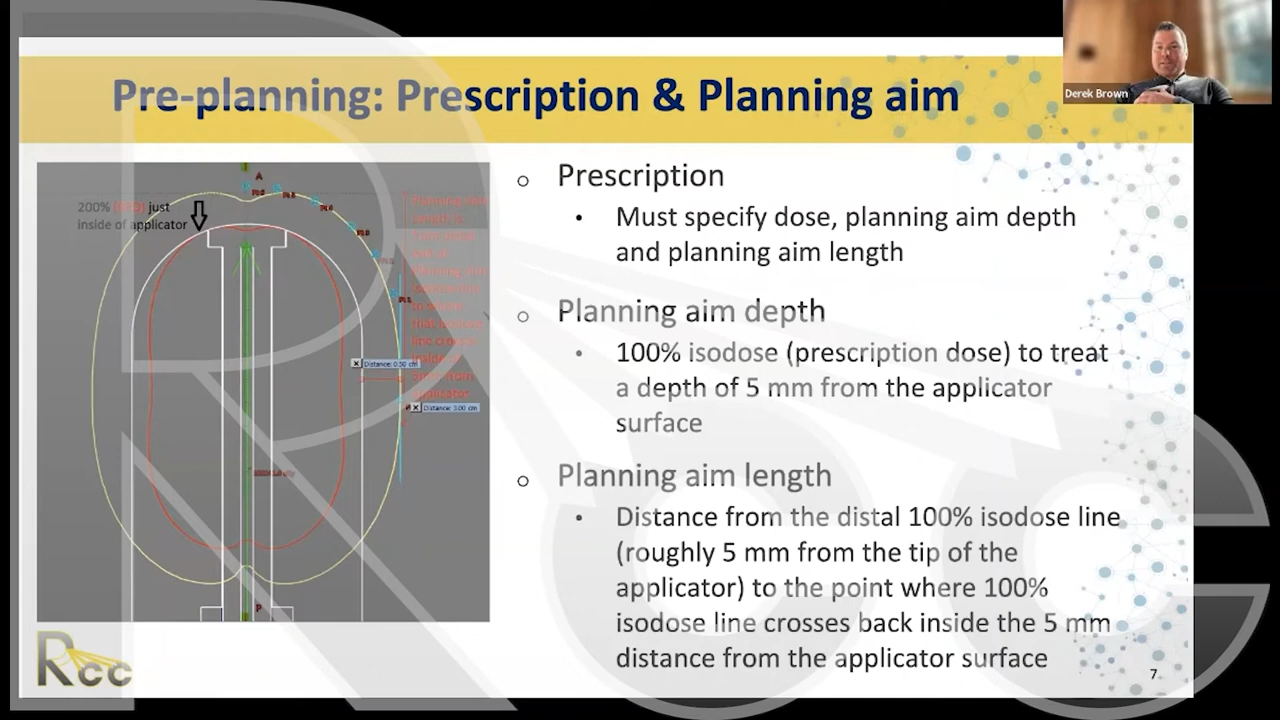 Derek Brown
Pre-planning: Prescription & Planning aim
200% just
inside of applicator
A
Distance: 0.50 cm
Distance: 3.00 cm
P
Prescription
Must specify dose, planning aim depth
and planning aim length
Planning aim depth
100% isodose (prescription dose) to treat
a depth of 5 mm from the applicator
surface
Planning aim length
Distance from the distal 100% isodose line
(roughly 5 mm from the tip of the
applicator) to the point where 100%
isodose line crosses back inside the 5 mm
distance from the applicator surface
Rcc
7